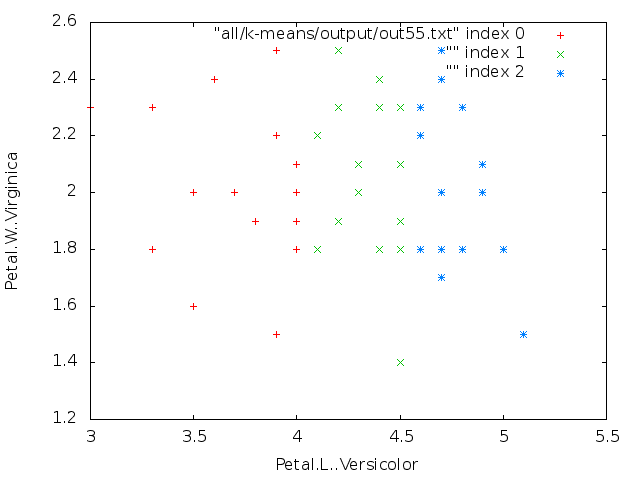 2.6
"all/k-means/output/out55.txt" index 0
"" index 1
"" index 2
2.4
2.2
2
1.8
1.6
1.4
1.2
Petal.W..Virginica
3
3.5
4
4.5
5
5.5
Petal.L..Versicolor